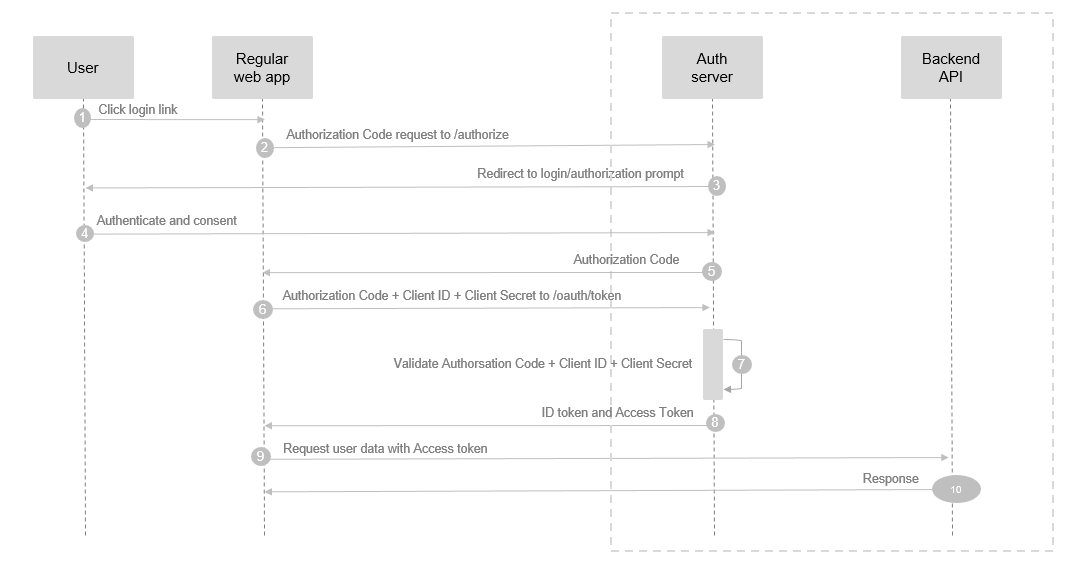 User
Regular
web app
Auth
server
Backend
API
1
Click login link
Authorization Code request to /authorize
2
Redirect to login/authorization prompt
3
Authenticate and consent
4
Authorization Code
5
Authorization Code + Client ID + Client Secret to /oauth/token
6
Validate Authorsation Code + Client ID + Client Secret
7
ID token and Access Token
8
Request user data with Access token
9
Response
10